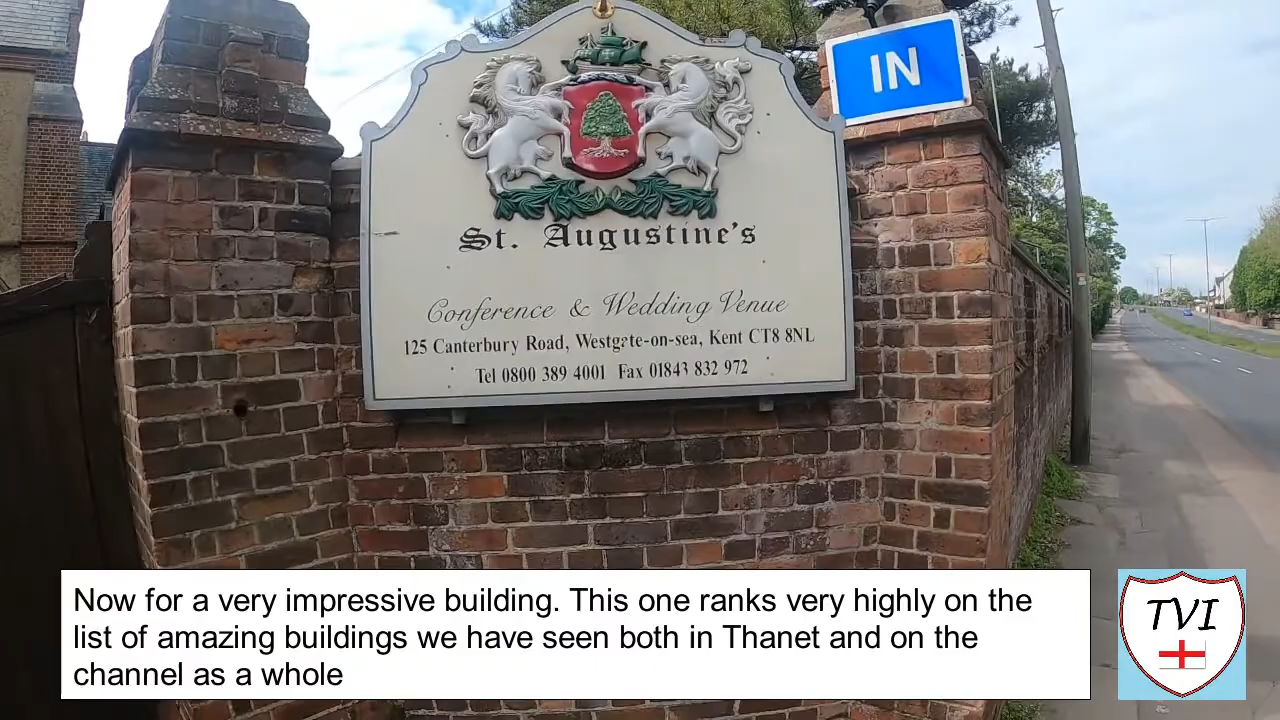 IN
St. Augustine's
Conference & Wedding Venue
125 Canterbury Road, Westgate-on-sea, Kent CT8 8NL
Tel 0800 389 4001 Fax 01843 832 972
Now for a very impressive building. This one ranks very highly on the
list of amazing buildings we have seen both in Thanet and on the
channel as a whole
TVI